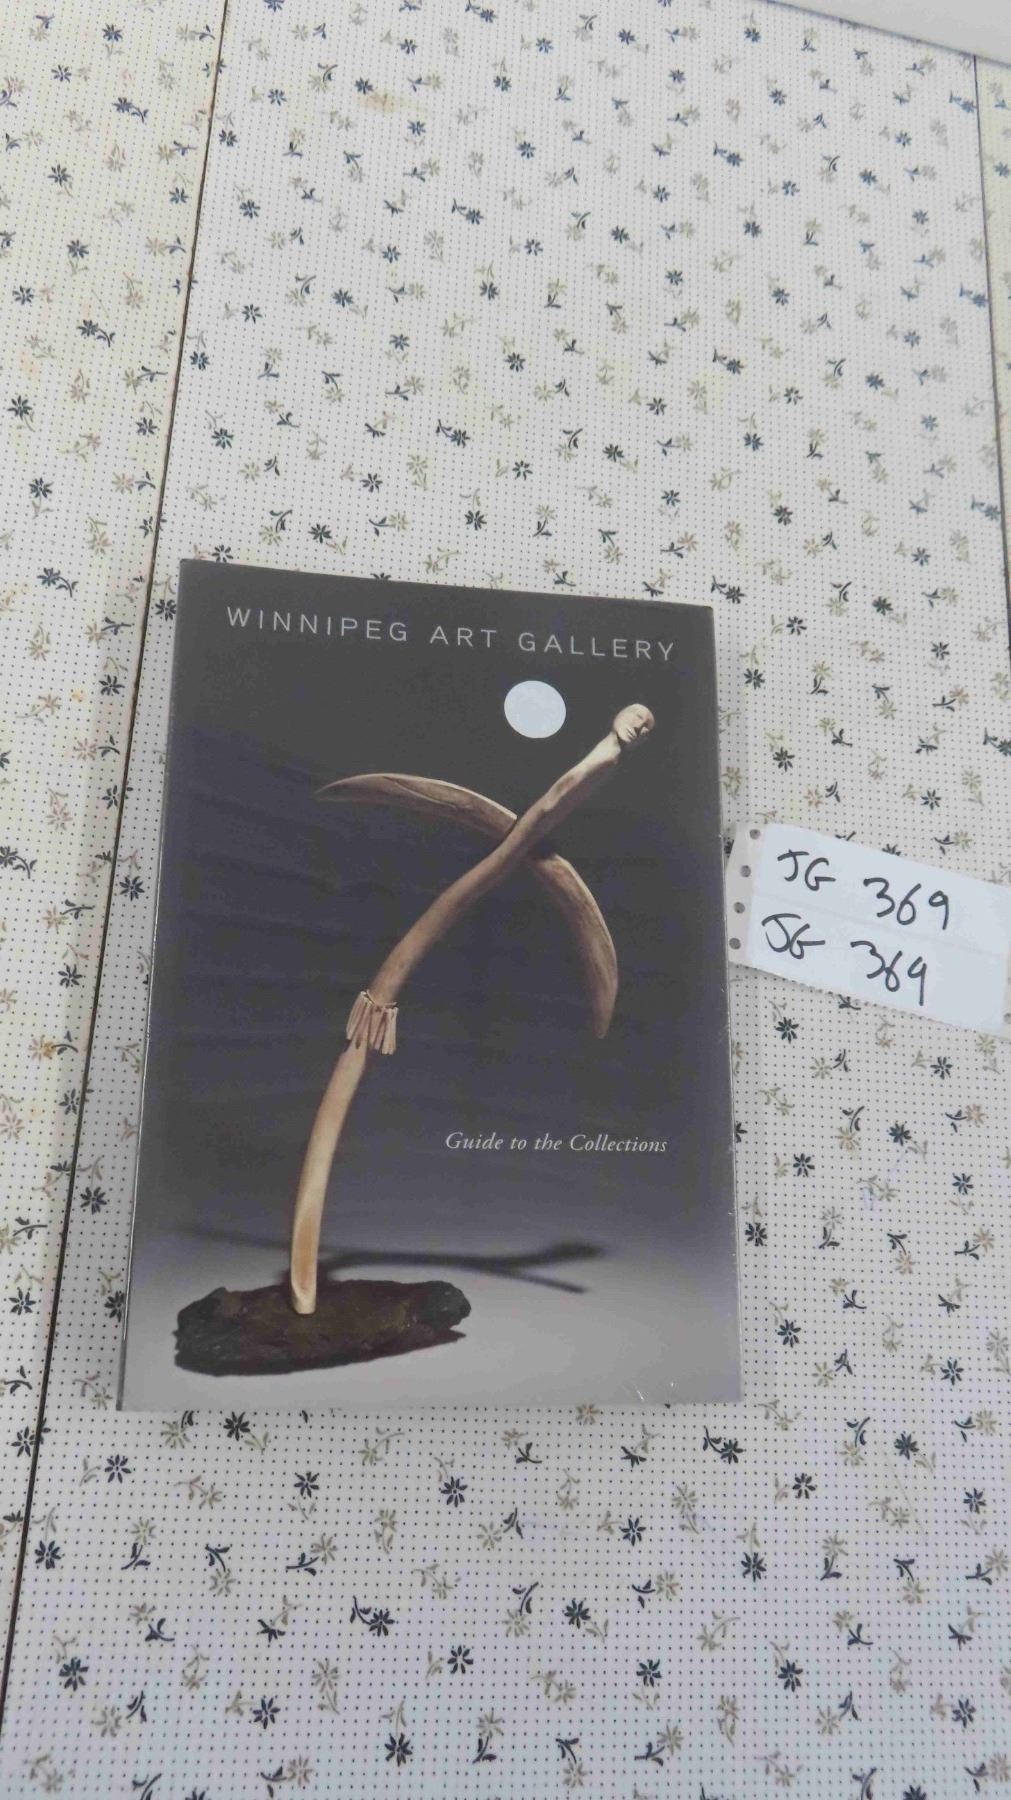 WINNIPEG ART GALLERY
Guide to the Collections
JG 369
JG 369